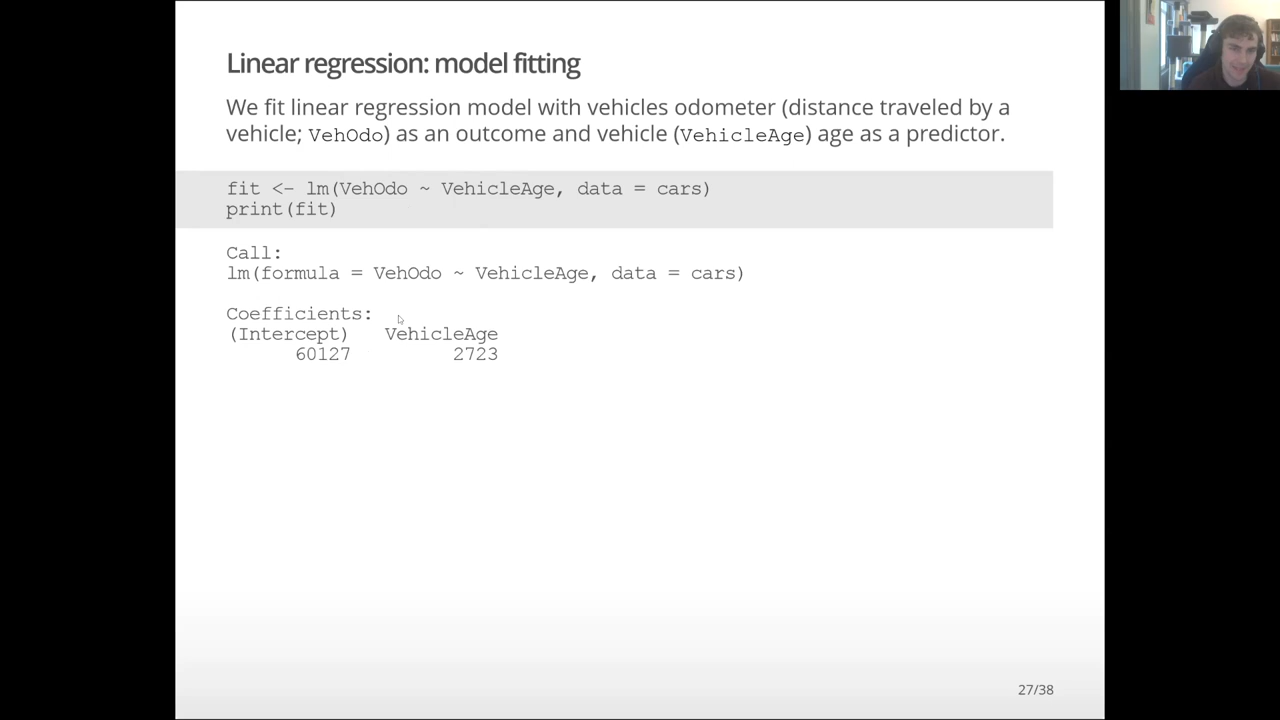 Linear regression: model fitting
We fit linear regression model with vehicles odometer (distance traveled by a
vehicle; VehOdo) as an outcome and vehicle (VehicleAge) age as a predictor.
fit <- lm(VehOdo ~ VehicleAge, data = cars)
print(fit)
Call:
lm(formula = VehOdo ~ VehicleAge, data = cars)
Coefficients:
(Intercept) VehicleAge
60127 2723
27/38